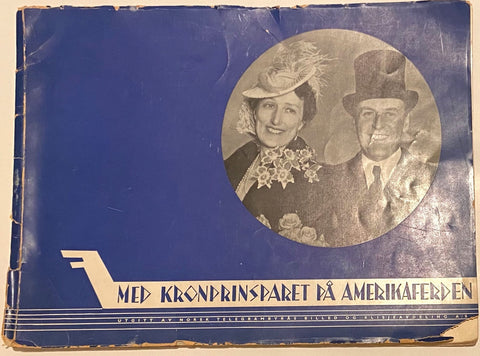 MED KRONPRINSPARET PÅ AMERIKAFERDEN
UTGITT AV NORSK TELEGRAMBYRÅS BILLED OG KLISJEAVDELING A/S